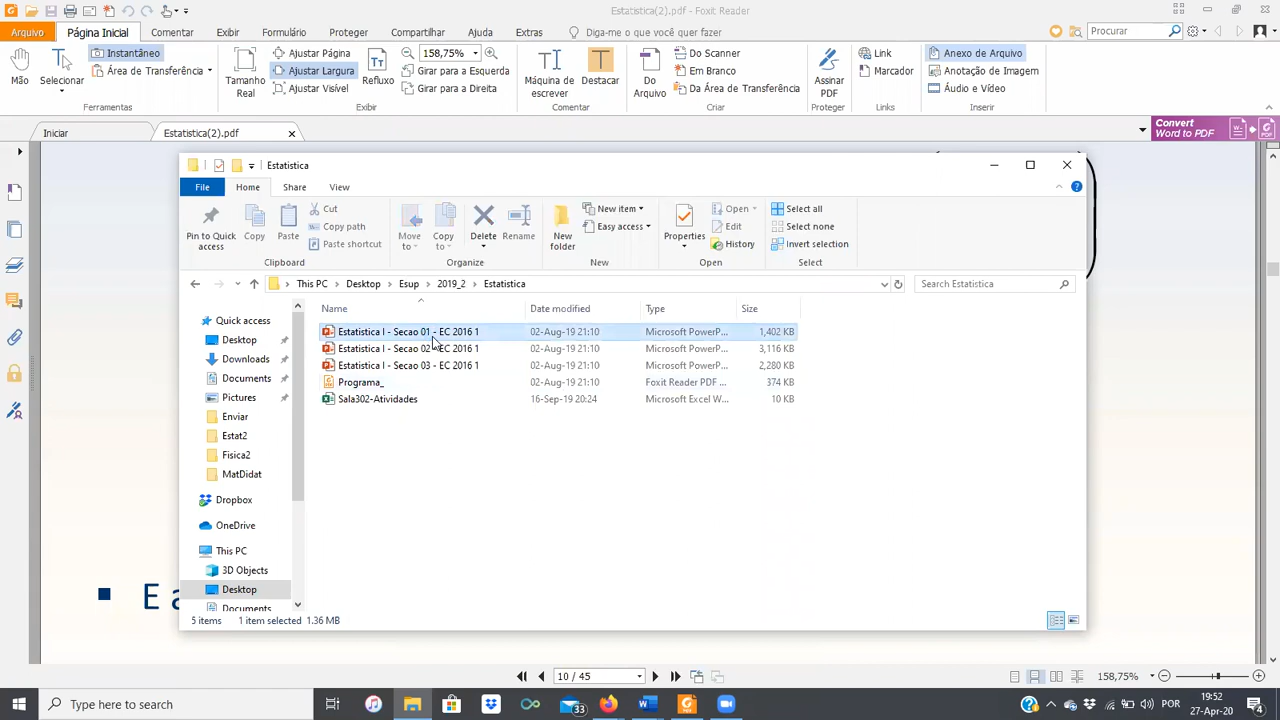 Estatistica(2).pdf - Foxit Reader
Arquivo Página Inicial Comentar Exibir Formulário Proteger Compartilhar Ajuda Extras Diga-me o que você quer fazer... Procurar
Mão
Selecionar
Instantâneo
Área de Transferência
Ferramentas
Tamanho Real
Ajustar Página
Ajustar Largura
Ajustar Visível
Refluxo
158,75%
Girar para a Esquerda
Girar para a Direita
Exibir
Máquina de escrever
Destacar
Comentar
Do Arquivo
Do Scanner
Em Branco
Da Área de Transferência
Criar
Assinar PDF
Proteger
Link
Marcador
Links
Anexo de Arquivo
Anotação de Imagem
Áudio e Vídeo
Inserir
Iniciar Estatistica(2).pdf
Convert
Word to PDF
Estatistica
File Home Share View
Pin to Quick access
Copy
Paste
Cut
Copy path
Paste shortcut
Clipboard
Move to
Copy to
Delete
Rename
Organize
New folder
New item
Easy access
New
Properties
Open
Edit
History
Open
Select all
Select none
Invert selection
Select
This PC Desktop Esup 2019_2 Estatistica
Search Estatistica
Name Date modified Type Size
Estatistica I - Secao 01 - EC 2016 1 02-Aug-19 21:10 Microsoft PowerP... 1,402 KB
Estatistica I - Secao 02 - EC 2016 1 02-Aug-19 21:10 Microsoft PowerP... 3,116 KB
Estatistica I - Secao 03 - EC 2016 1 02-Aug-19 21:10 Microsoft PowerP... 2,280 KB
Programa_ 02-Aug-19 21:10 Foxit Reader PDF ... 374 KB
Sala302-Atividades 16-Sep-19 20:24 Microsoft Excel W... 10 KB
Quick access
Desktop
Downloads
Documents
Pictures
Enviar
Estat2
Fisica2
MatDidat
Dropbox
OneDrive
This PC
3D Objects
Desktop
Documents
5 items 1 item selected 1.36 MB
10 / 45
158,75%
Type here to search
33
POR
19:52
27-Apr-20
4